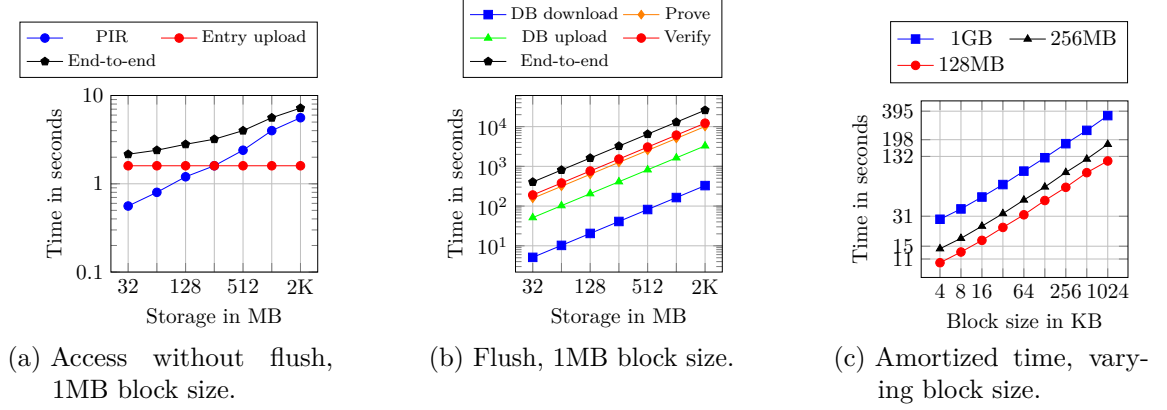 PIR Entry upload
End-to-end
10
1
0.1
Time in seconds
32 128 512 2K
Storage in MB
(a) Access without flush,
1MB block size.
DB download Prove
DB upload Verify
End-to-end
10^4
10^3
10^2
10^1
Time in seconds
32 128 512 2K
Storage in MB
(b) Flush, 1MB block size.
1GB 256MB
128MB
395
198
132
31
15
11
Time in seconds
4 8 16 64 256 1024
Block size in KB
(c) Amortized time, vary-
ing block size.